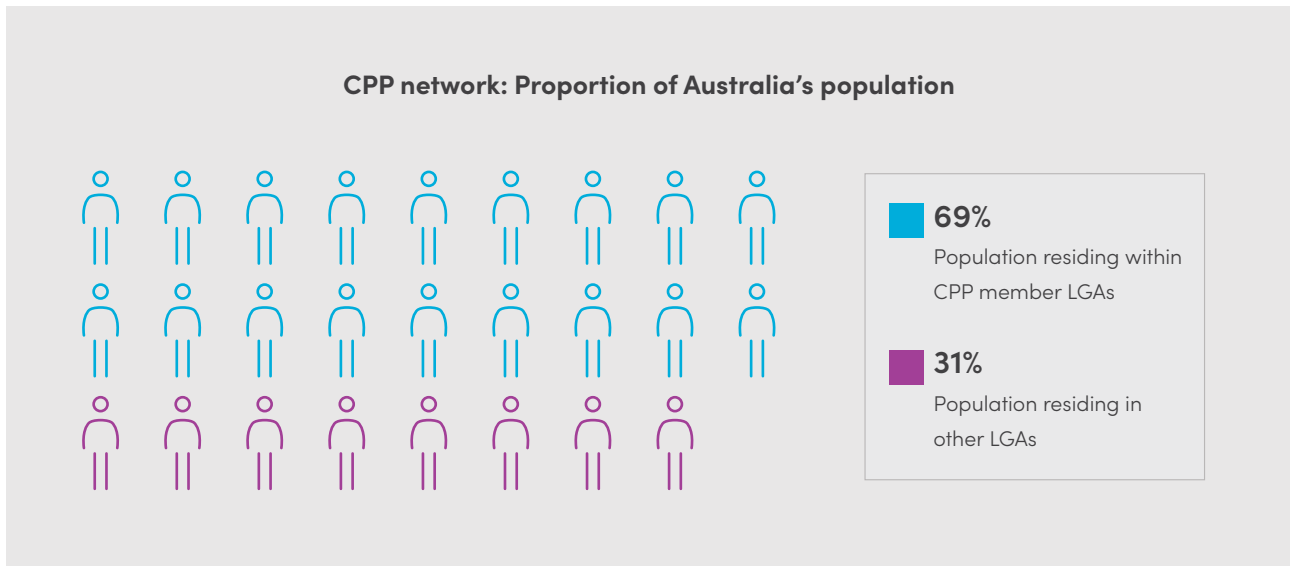 CPP network: Proportion of Australia's population
69%
Population residing within
CPP member LGAs
31%
Population residing in
other LGAs